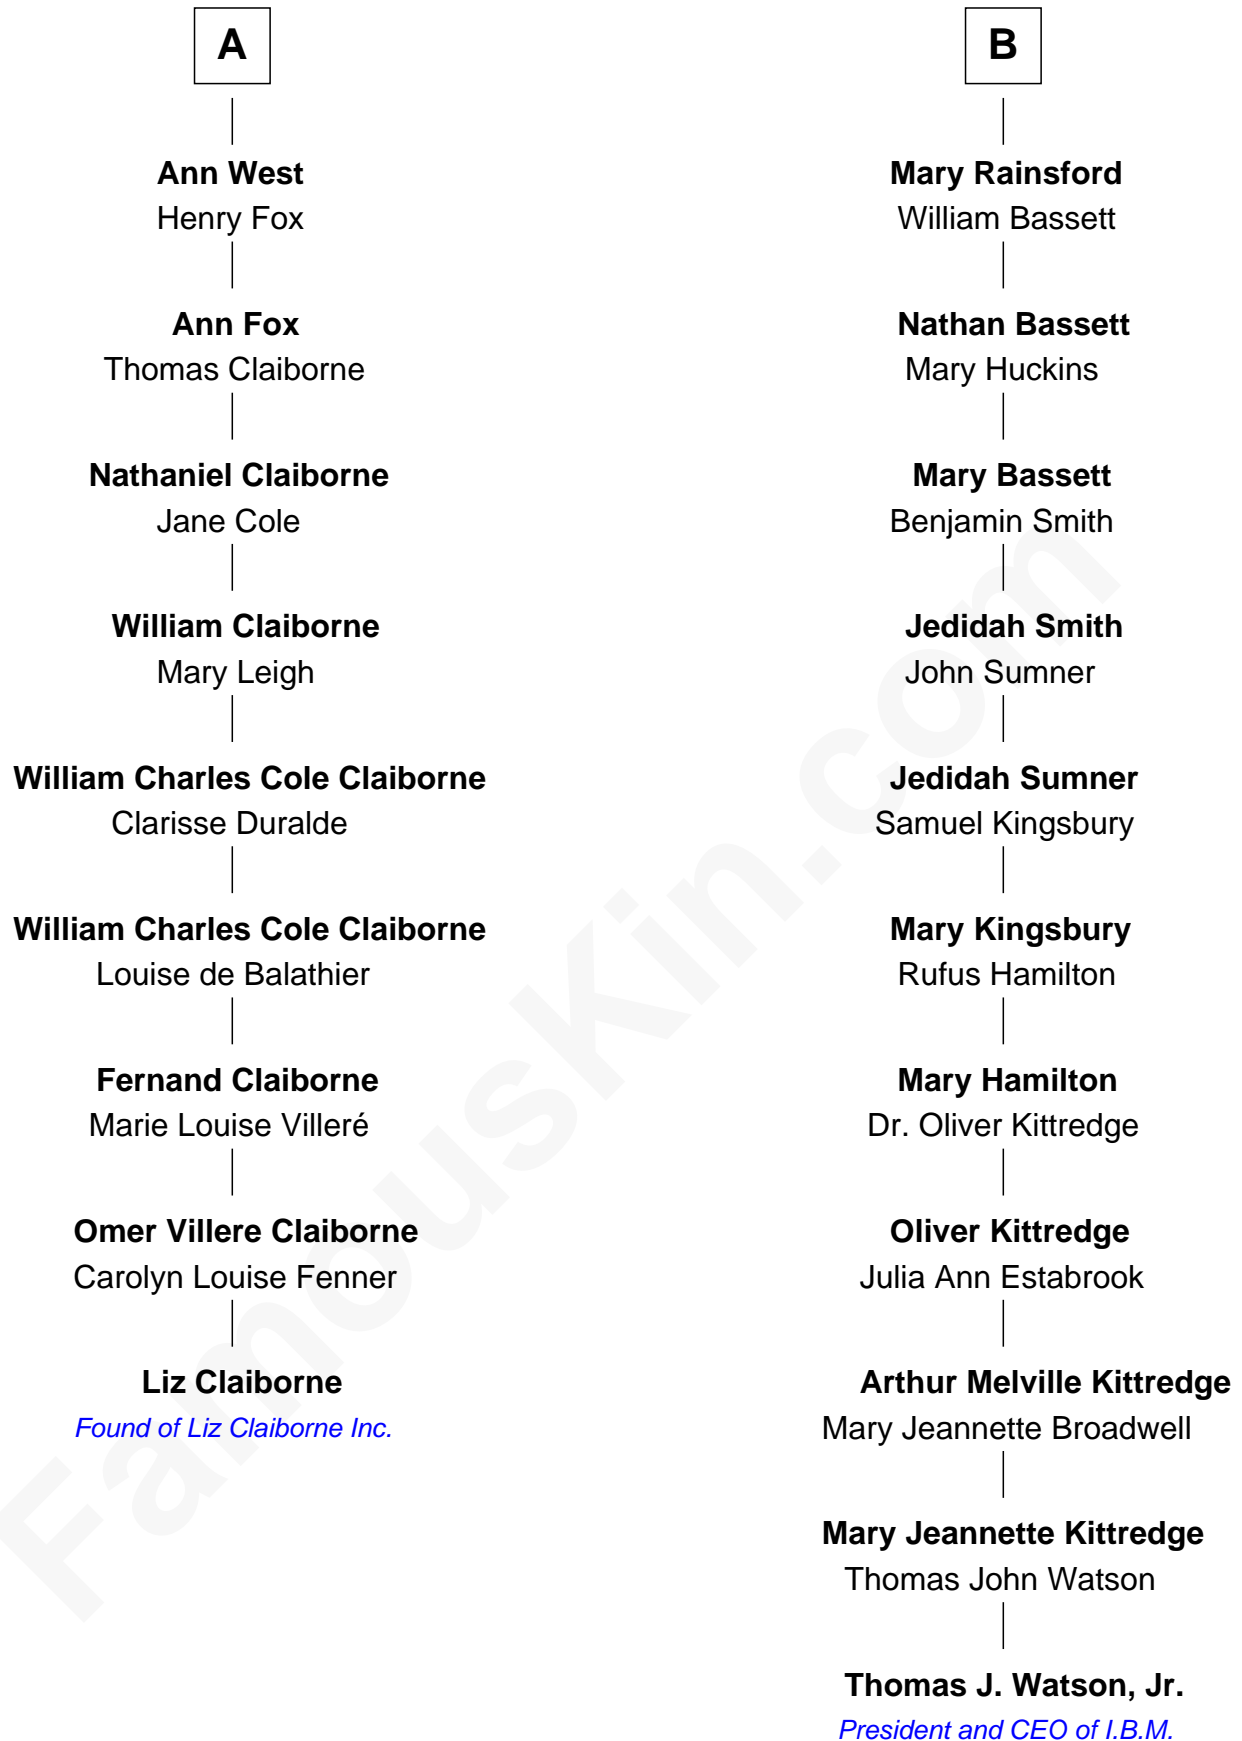 A
Ann West
Henry Fox
Ann Fox
Thomas Claiborne
Nathaniel Claiborne
Jane Cole
William Claiborne
Mary Leigh
William Charles Cole Claiborne
Clarisse Duralde
William Charles Cole Claiborne
Louise de Balathier
Fernand Claiborne
Marie Louise Villeré
Omer Villere Claiborne
Carolyn Louise Fenner
Liz Claiborne
Found of Liz Claiborne Inc.
B
Mary Rainsford
William Bassett
Nathan Bassett
Mary Huckins
Mary Bassett
Benjamin Smith
Jedidah Smith
John Sumner
Jedidah Sumner
Samuel Kingsbury
Mary Kingsbury
Rufus Hamilton
Mary Hamilton
Dr. Oliver Kittredge
Oliver Kittredge
Julia Ann Estabrook
Arthur Melville Kittredge
Mary Jeannette Broadwell
Mary Jeannette Kittredge
Thomas John Watson
Thomas J. Watson, Jr.
President and CEO of I.B.M.
FamousKin.com